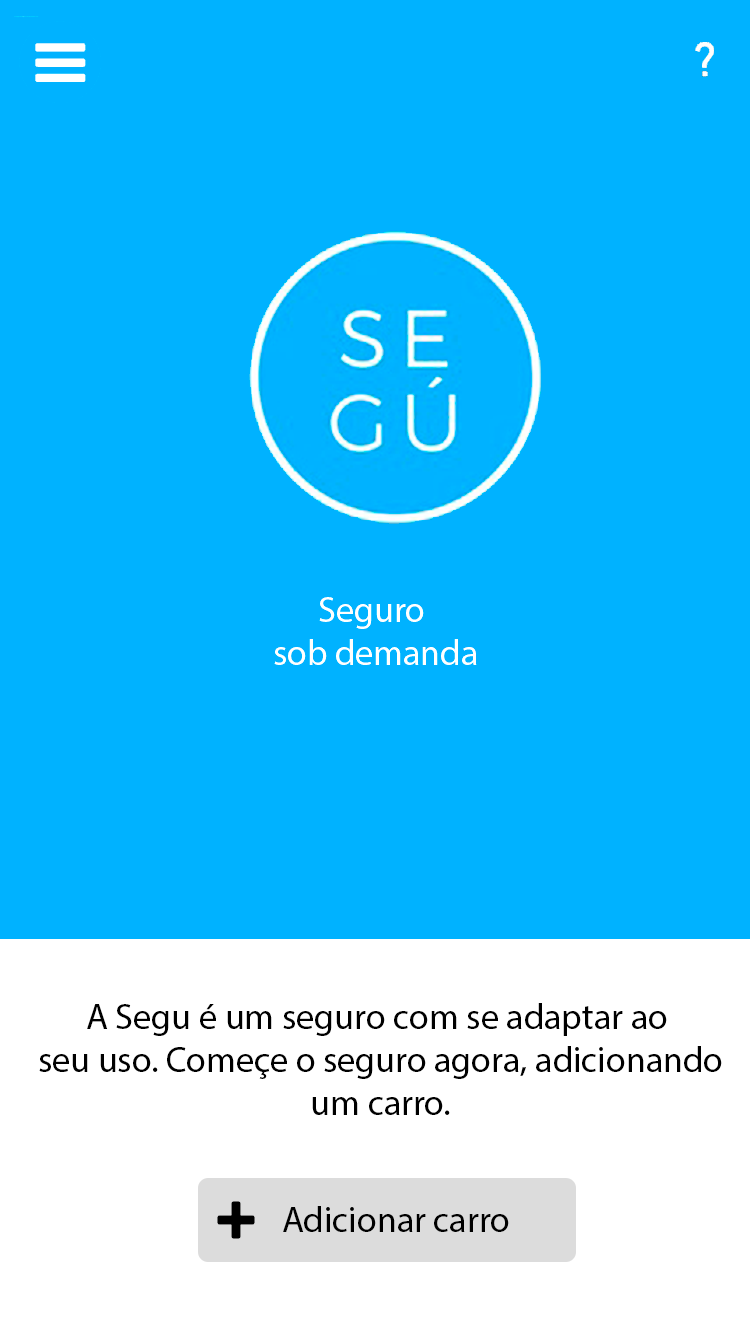 ?
SE
GÚ
Seguro
sob demanda
A Segu é um seguro com se adaptar ao
seu uso. Começe o seguro agora, adicionando
um carro.
Adicionar carro